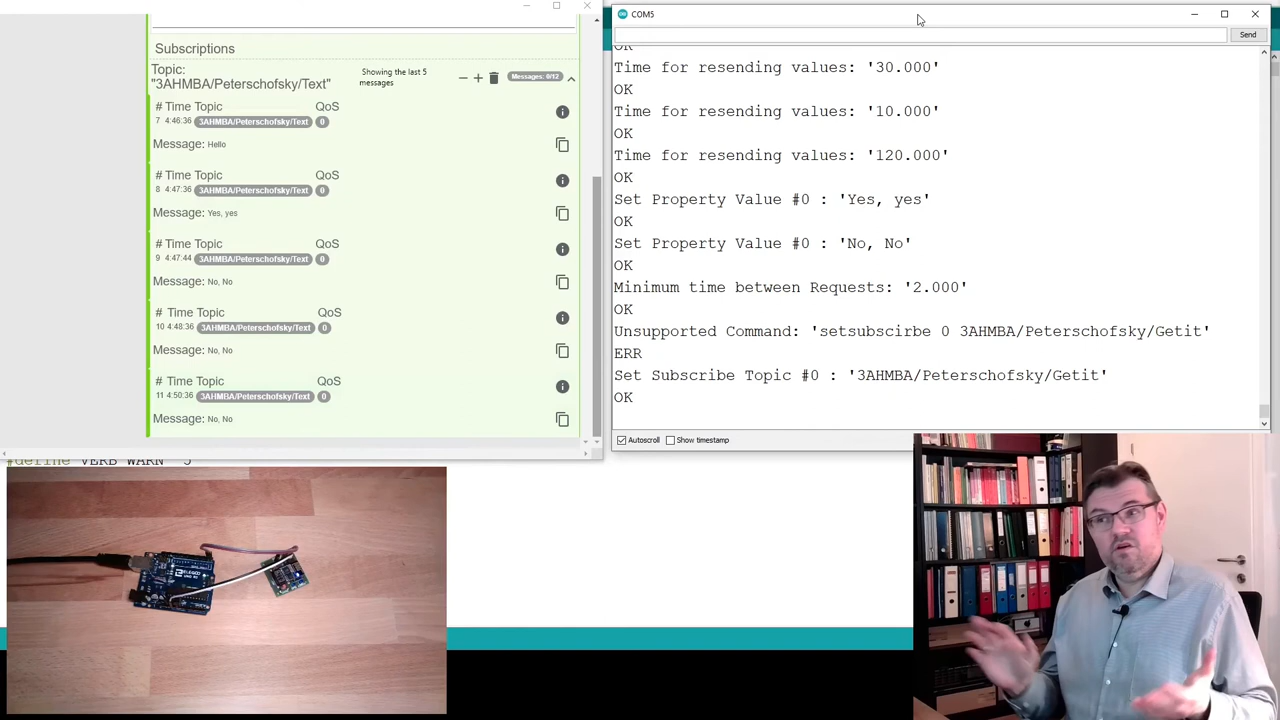 Subscriptions
Topic:
"3AHMBA/Peterschofsky/Text"
Showing the last 5
messages
Messages: 0/12
# Time Topic QoS
7 4:46:36 3AHMBA/Peterschofsky/Text 0
Message: Hello
# Time Topic QoS
8 4:47:36 3AHMBA/Peterschofsky/Text 0
Message: Yes, yes
# Time Topic QoS
9 4:47:44 3AHMBA/Peterschofsky/Text 0
Message: No, No
# Time Topic QoS
10 4:48:36 3AHMBA/Peterschofsky/Text 0
Message: No, No
# Time Topic QoS
11 4:50:36 3AHMBA/Peterschofsky/Text 0
Message: No, No
#define VERB WARN
COM5
Send
OK
Time for resending values: '30.000'
OK
Time for resending values: '10.000'
OK
Time for resending values: '120.000'
OK
Set Property Value #0 : 'Yes, yes'
OK
Set Property Value #0 : 'No, No'
OK
Minimum time between Requests: '2.000'
OK
Unsupported Command: 'setsubscirbe 0 3AHMBA/Peterschofsky/Getit'
ERR
Set Subscribe Topic #0 : '3AHMBA/Peterschofsky/Getit'
OK
Autoscroll
Show timestamp